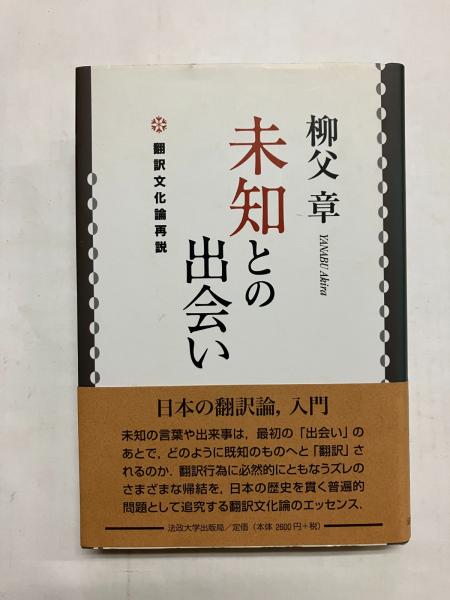 柳父 章
YANABU Akira
未知との
出会い
翻訳文化論再説
日本の翻訳論,入門
未知の言葉や出来事は,最初の「出会い」の
あとで,どのように既知のものへと「翻訳」さ
れるのか.翻訳行為に必然的にともなうズレの
さまざまな帰結を,日本の歴史を貫く普遍的
問題として追究する翻訳文化論のエッセンス.
法政大学出版局/定価(本体 2600円+税)